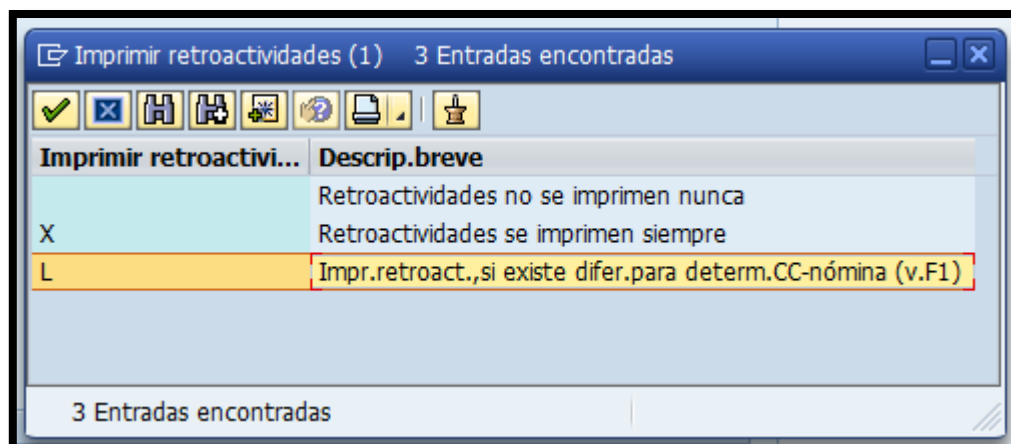 Imprimir retroactividades (1) 3 Entradas encontradas
Imprimir retroactivi... Descrip.breve
Retroactividades no se imprimen nunca
X Retroactividades se imprimen siempre
L Impr.retroact.,si existe difer.para determ.CC-nómina (v.F1)
3 Entradas encontradas